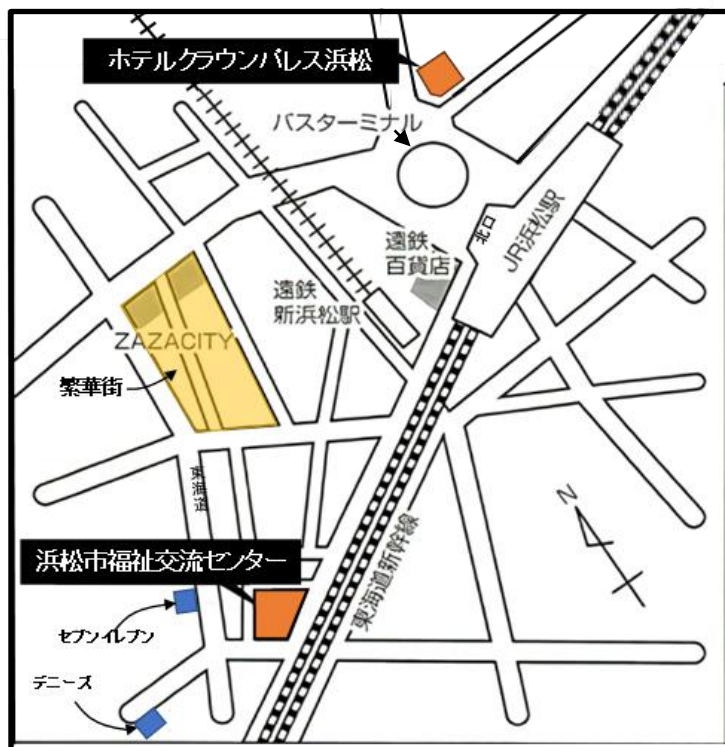 ホテルクラウンパレス浜松
バスターミナル
北口
JR浜松駅
遠鉄
百貨店
遠鉄
新浜松駅
ZAZACITY
繁華街
東海道
N
浜松市福祉交流センター
東海道新幹線
セブンイレブン
デニーズ